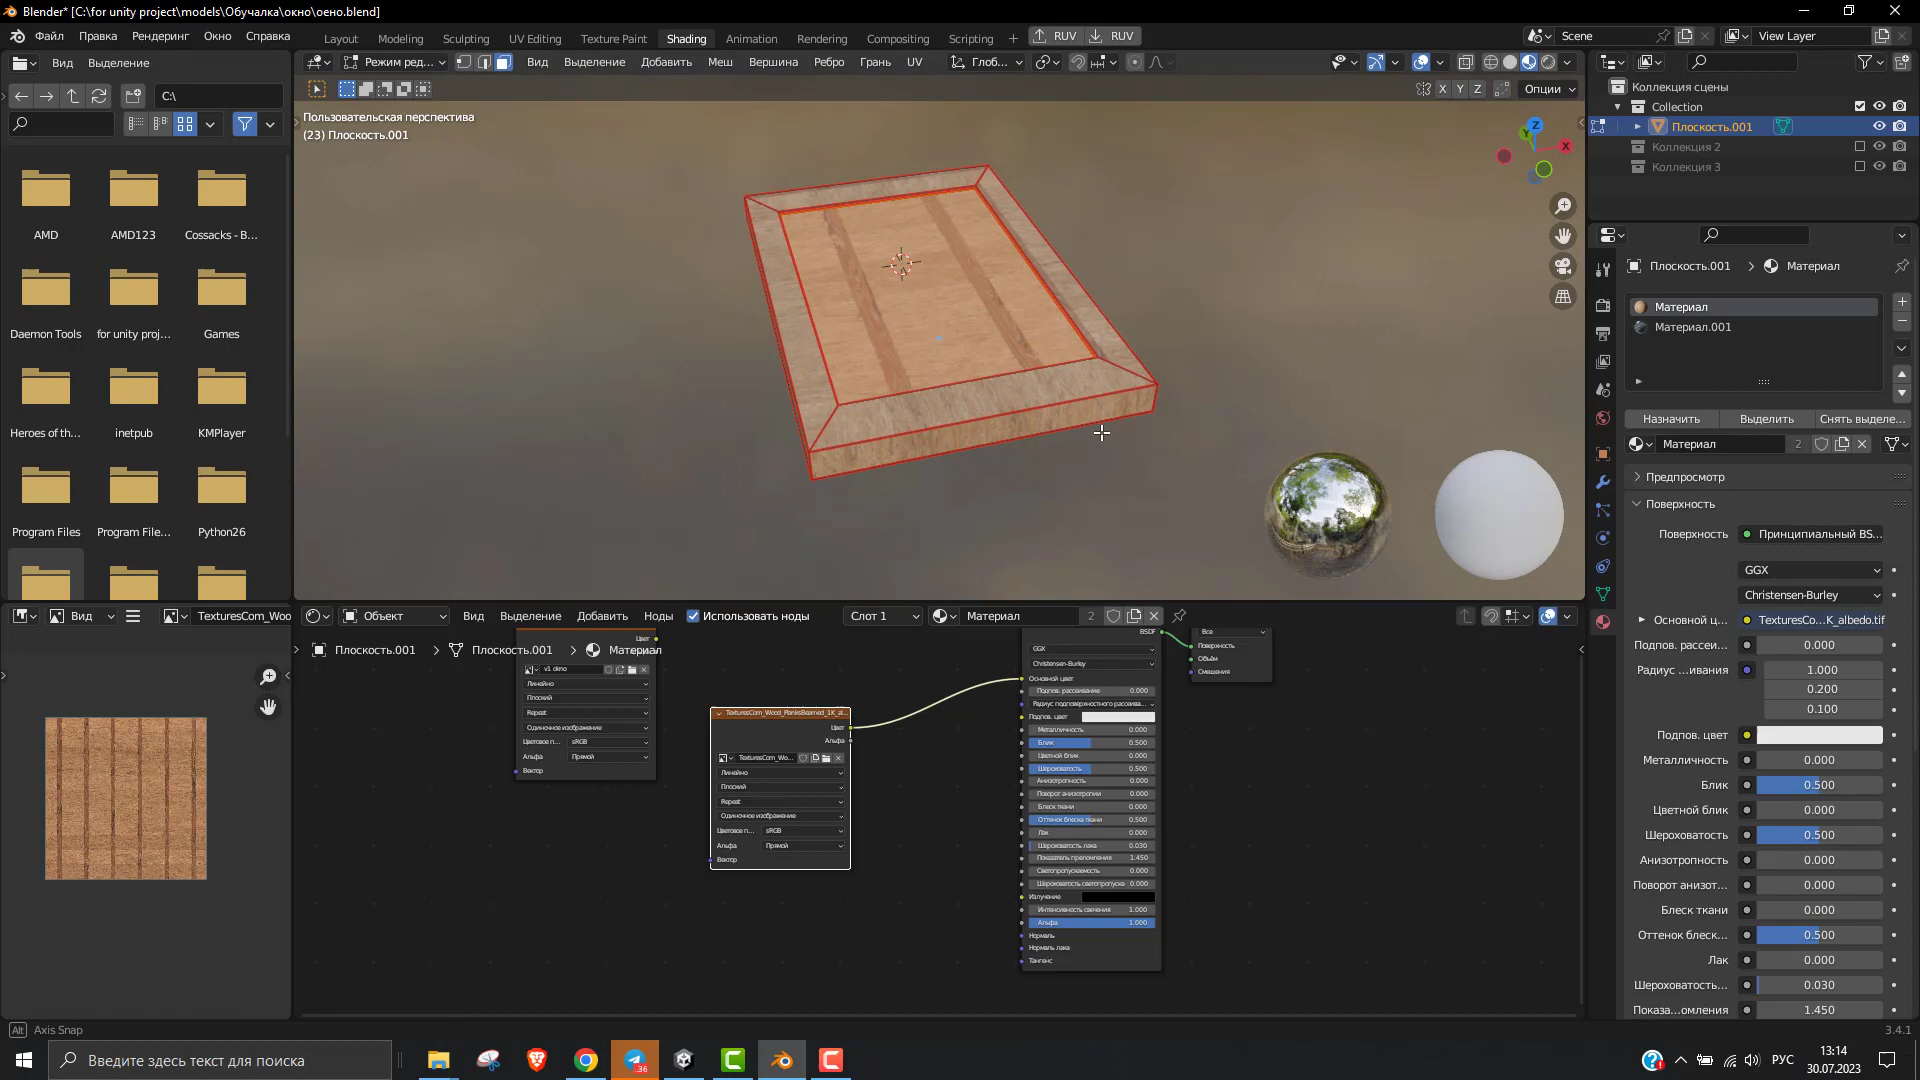 Blender* [C:\for unity project\models\Обучалка\окно\оено.blend]
Файл Правка Рендеринг Окно Справка
Layout Modeling Sculpting UV Editing Texture Paint Shading Animation Rendering Compositing Scripting + RUV RUV
Scene View Layer
Вид Выделение
Режим ред... Вид Выделение Добавить Меш Вершина Ребро Грань UV Глоб...
C:\
X Y Z Опции
Пользовательская перспектива
(23) Плоскость.001
Z
Y
X
AMD AMD123 Cossacks - B...
Daemon Tools for unity proj... Games
Heroes of th... inetpub KMPlayer
Program Files Program File... Python26
Коллекция сцены
Collection
Плоскость.001
Коллекция 2
Коллекция 3
Плоскость.001 > Материал
Материал
Материал.001
Назначить Выделить Снять выделе...
Материал 2
Предпросмотр
Поверхность
Поверхность Принципиальный BS...
GGX
Christensen-Burley
Основной ц... TexturesCo...K_albedo.tif
Подпов. рассеи... 0.000
Радиус ...ивания 1.000
0.200
0.100
Подпов. цвет
Металличность 0.000
Блик 0.500
Цветной блик 0.000
Шероховатость 0.500
Анизотропность 0.000
Поворот анизот... 0.000
Блеск ткани 0.000
Оттенок блеск... 0.500
Лак 0.000
Шероховатость... 0.030
Показа...омления 1.450
Вид TexturesCom_Woo
Объект Вид Выделение Добавить Ноды Использовать ноды Слот 1 Материал 2
Плоскость.001 > Плоскость.001 > Материал
Цвет
v1 okno
Линейно
Плоский
Repeat
Одиночное изображение
Цветовое п... sRGB
Альфа Прямой
Вектор
TexturesCom_Wood_PlanksBeamed_1K_al...
Цвет
Альфа
TexturesCom_Wo...
Линейно
Плоский
Repeat
Одиночное изображение
Цветовое п... sRGB
Альфа Прямой
Вектор
BSDF
GGX
Christensen-Burley
Основной цвет
Подпов. рассеивание 0.000
Радиус подповерхностного рассеива...
Подпов. цвет
Металличность 0.000
Блик 0.500
Цветной блик 0.000
Шероховатость 0.500
Анизотропность 0.000
Поворот анизотропии 0.000
Блеск ткани 0.000
Оттенок блеска ткани 0.500
Лак 0.000
Шероховатость лака 0.030
Показатель преломления 1.450
Светопропускаемость 0.000
Шероховатость светопропуска 0.000
Излучение
Интенсивность свечения 1.000
Альфа 1.000
Нормаль
Нормаль лака
Тангенс
Все
Поверхность
Объём
Смещения
Alt Axis Snap
3.4.1
Введите здесь текст для поиска
.36
РУС
13:14
30.07.2023